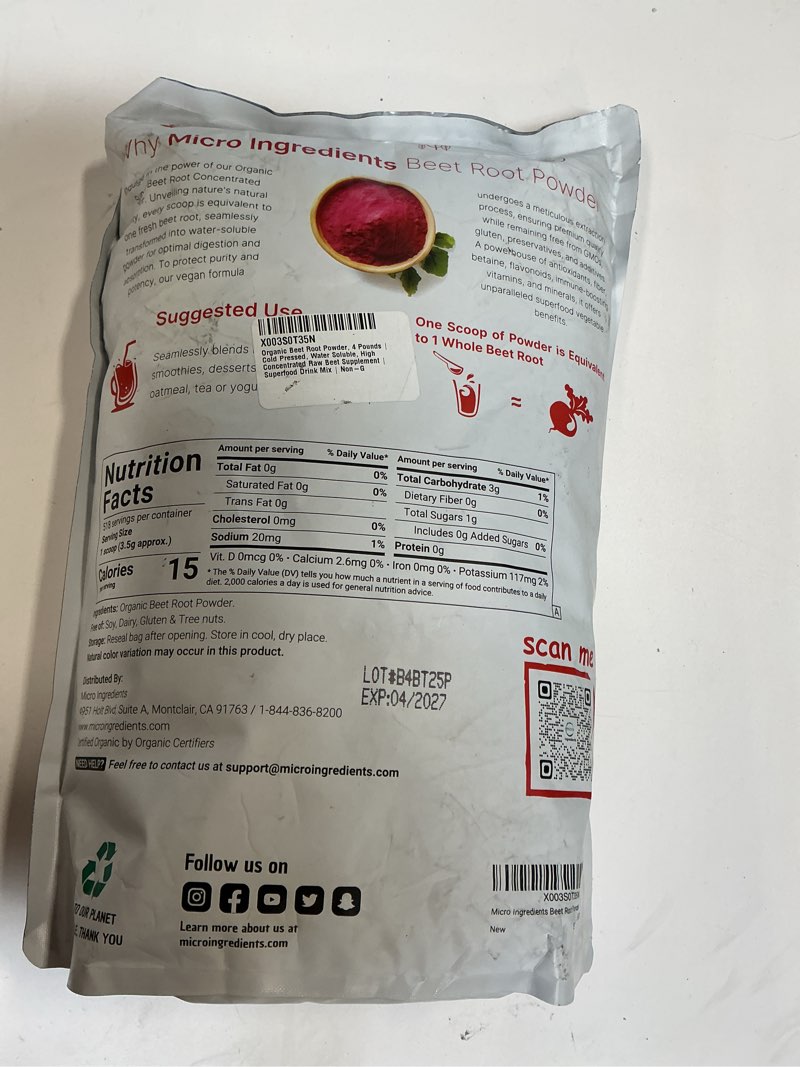 Why Micro Ingredients Beet Root Powde
the power of our Organic
Beet Root Concentrated
Unveiling nature's natural
every scoop is equivalent to
one fresh beet root, seamlessly
transformed into water-soluble
powder for optimal digestion and
absorption. To protect purity and
potency, our vegan formula
undergoes a meticulous extraction
process, ensuring premium quality
while remaining free from GMOs,
gluten, preservatives, and additives.
A powerhouse of antioxidants, fiber,
betaine, flavonoids, immune-boosting
vitamins, and minerals, it offers
unparalleled superfood vegetable
benefits.
Suggested Use
Seamlessly blends
smoothies, desserts
oatmeal, tea or yogu
X003S0T35N
Organic Beet Root Powder, 4 Pounds |
Cold Pressed, Water Soluble, High
Concentrated Raw Beet Supplement |
Superfood Drink Mix | Non-G
One Scoop of Powder is Equivalent
to 1 Whole Beet Root
=
Nutrition
Facts
518 servings per container
Serving Size
1 scoop (3.5g approx.)
Calories 15
per serving
Amount per serving % Daily Value*
Total Fat 0g 0%
Saturated Fat 0g 0%
Trans Fat 0g
Cholesterol 0mg 0%
Sodium 20mg 1%
Amount per serving % Daily Value*
Total Carbohydrate 3g 1%
Dietary Fiber 0g 0%
Total Sugars 1g
Includes 0g Added Sugars 0%
Protein 0g
Vit. D 0mcg 0% • Calcium 2.6mg 0% • Iron 0mg 0% • Potassium 117mg 2%
* The % Daily Value (DV) tells you how much a nutrient in a serving of food contributes to a daily
diet. 2,000 calories a day is used for general nutrition advice.
A
Ingredients: Organic Beet Root Powder.
Free of: Soy, Dairy, Gluten & Tree nuts.
Storage: Reseal bag after opening. Store in cool, dry place.
Natural color variation may occur in this product.
scan me
Distributed By:
Micro Ingredients
4951 Holt Blvd Suite A, Montclair, CA 91763 / 1-844-836-8200
www.microingredients.com
Certified Organic by Organic Certifiers
LOT#B4BT25P
EXP:04/2027
NEED HELP? Feel free to contact us at support@microingredients.com
Follow us on
Learn more about us at
microingredients.com
TO OUR PLANET
THANK YOU
X003S0T35N
Micro Ingredients Beet Root
New